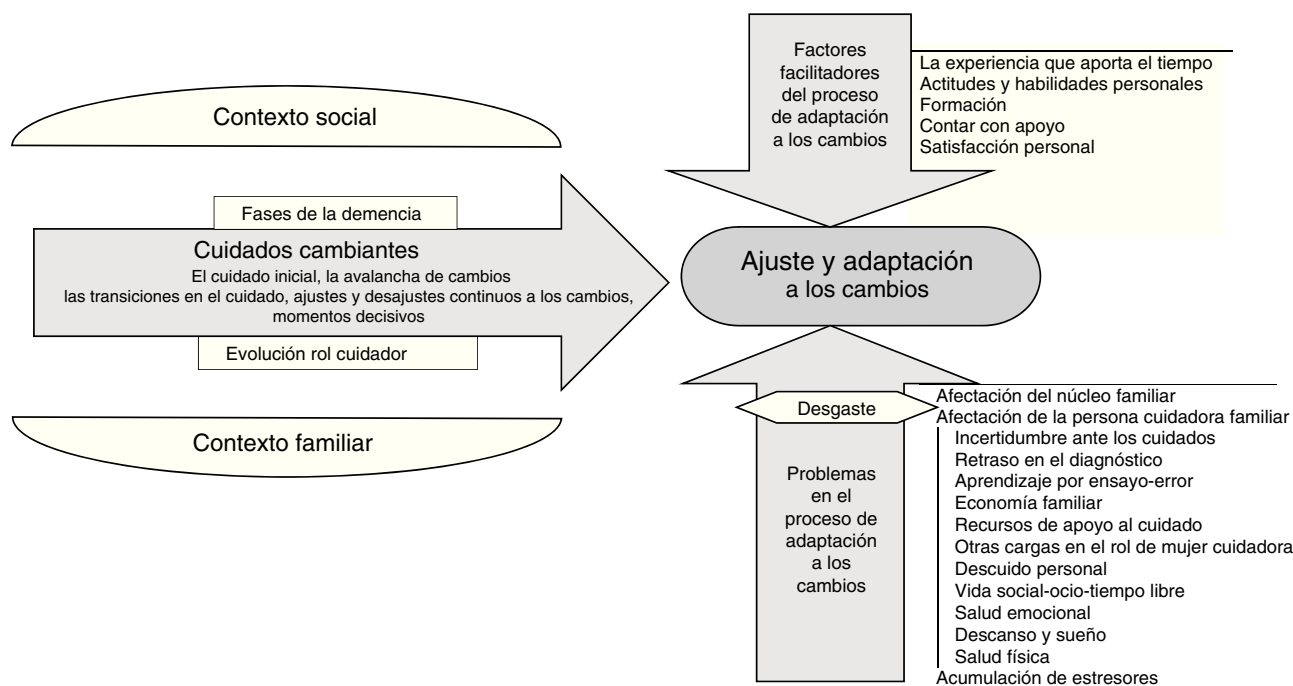 Contexto social
Fases de la demencia
Cuidados cambiantes
El cuidado inicial, la avalancha de cambios
las transiciones en el cuidado, ajustes y desajustes continuos a los cambios,
momentos decisivos
Evolución rol cuidador
Contexto familiar
Factores
facilitadores
del proceso
de adaptación
a los cambios
La experiencia que aporta el tiempo
Actitudes y habilidades personales
Formación
Contar con apoyo
Satisfacción personal
Ajuste y adaptación
a los cambios
Desgaste
Problemas
en el
proceso de
adaptación
a los
cambios
Afectación del núcleo familiar
Afectación de la persona cuidadora familiar
Incertidumbre ante los cuidados
Retraso en el diagnóstico
Aprendizaje por ensayo-error
Economía familiar
Recursos de apoyo al cuidado
Otras cargas en el rol de mujer cuidadora
Descuido personal
Vida social-ocio-tiempo libre
Salud emocional
Descanso y sueño
Salud física
Acumulación de estresores